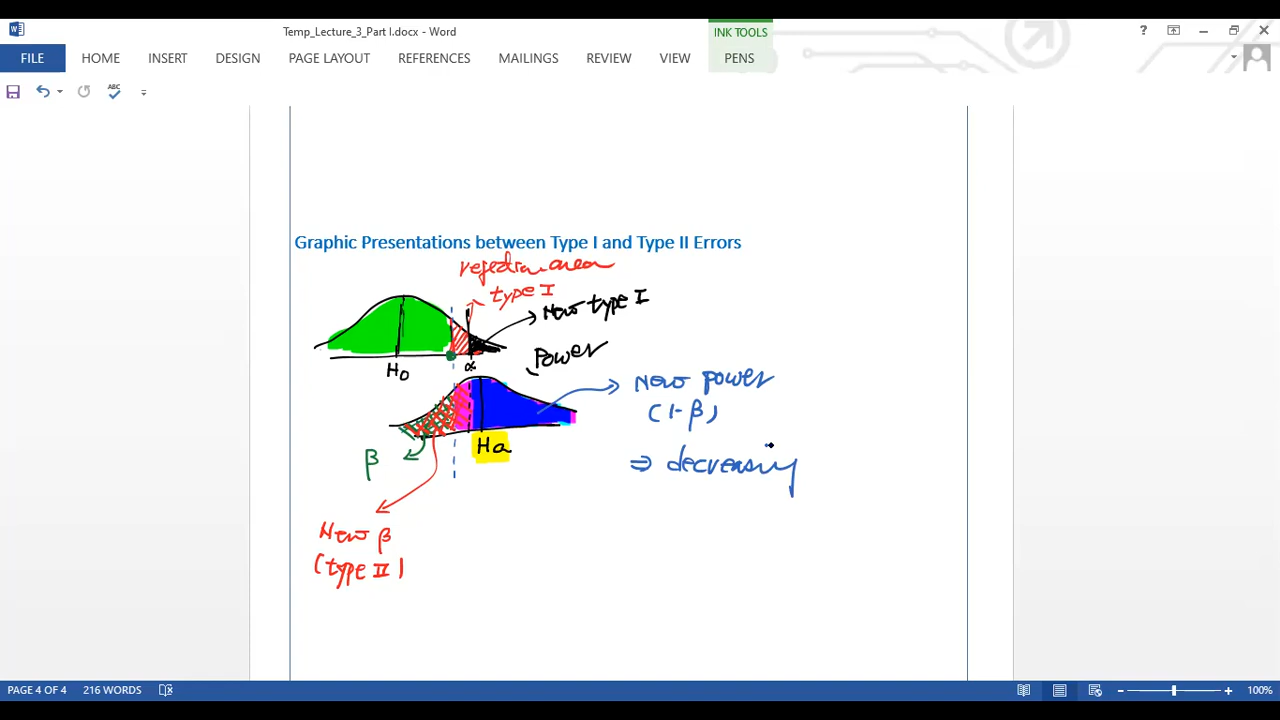 Temp_Lecture_3_Part I.docx - Word
INK TOOLS
?
FILE HOME INSERT DESIGN PAGE LAYOUT REFERENCES MAILINGS REVIEW VIEW PENS
ABC
Graphic Presentations between Type I and Type II Errors
rejection area
type I
New type I
Power
H0
α
New power
(1-β)
Ha
β
⇒ decreasing
New β
(type II)
PAGE 4 OF 4 216 WORDS 100%